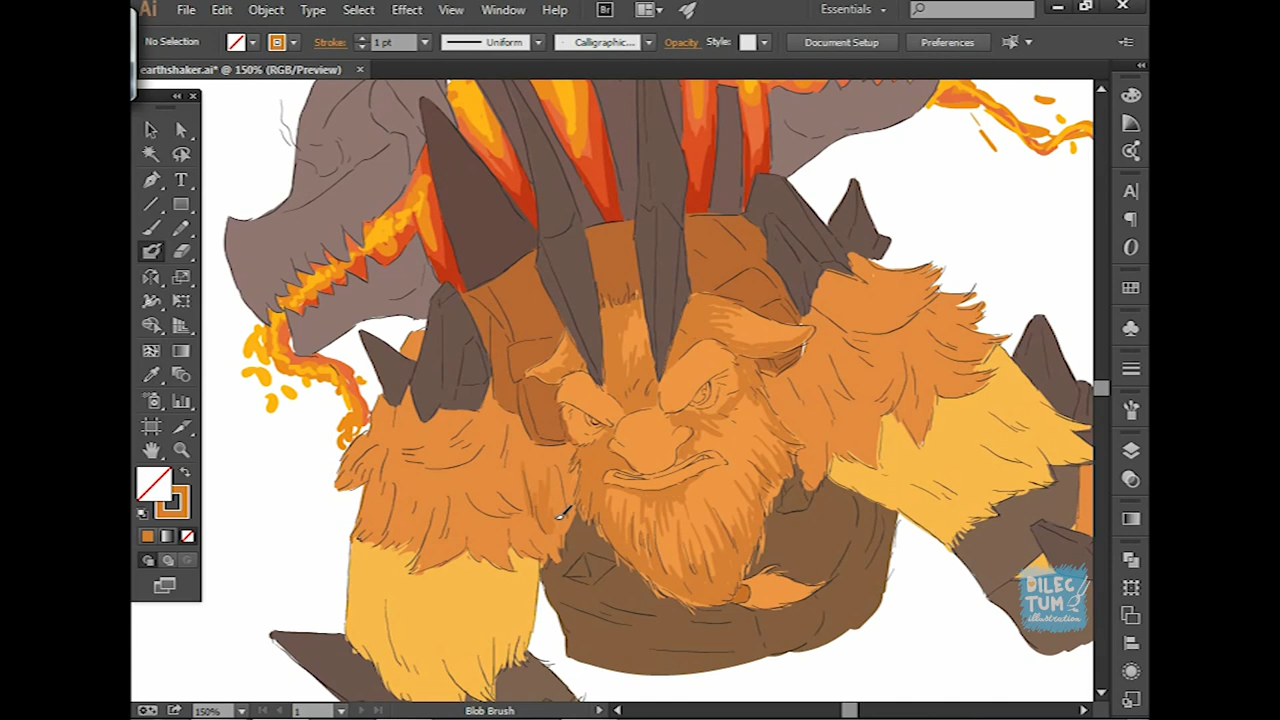 Ai File Edit Object Type Select Effect View Window Help Br Essentials
No Selection Stroke: 1 pt Uniform Calligraphic... Opacity Style: Document Setup Preferences
earthshaker.ai* @ 150% (RGB/Preview)
DILEC
TUM
illustration
150% 1 Blob Brush